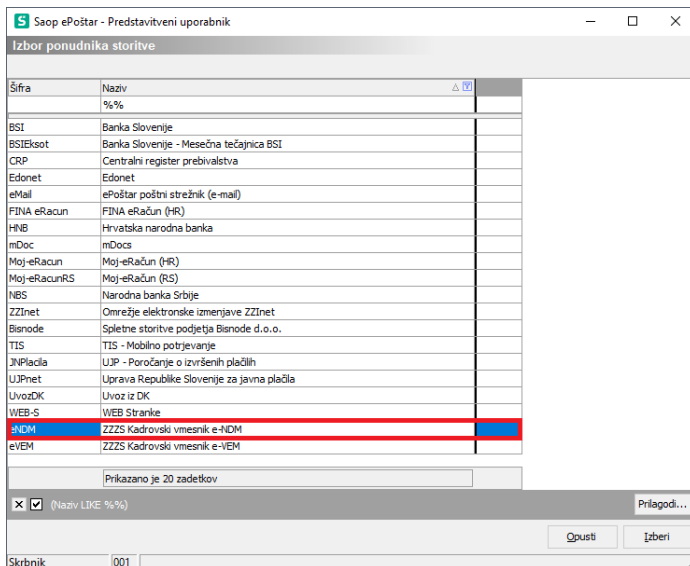 Saop ePoštar - Predstavitveni uporabnik
Izbor ponudnika storitve
Šifra Naziv
%%
BSI Banka Slovenije
BSIEksot Banka Slovenije - Mesečna tečajnica BSI
CRP Centralni register prebivalstva
Edonet Edonet
eMail ePoštar poštni strežnik (e-mail)
FINA eRacun FINA eRačun (HR)
HNB Hrvatska narodna banka
mDoc mDocs
Moj-eRacun Moj-eRačun (HR)
Moj-eRacunRS Moj-eRačun (RS)
NBS Narodna banka Srbije
ZZInet Omrežje elektronske izmenjave ZZInet
Bisnode Spletne storitve podjetja Bisnode d.o.o.
TIS TIS - Mobilno potrjevanje
JNPlacila UJP - Poročanje o izvršenih plačilih
UJPnet Uprava Republike Slovenije za javna plačila
UvozDK Uvoz iz DK
WEB-S WEB Stranke
eNDM ZZZS Kadrovski vmesnik e-NDM
eVEM ZZZS Kadrovski vmesnik e-VEM
Prikazano je 20 zadetkov
(Naziv LIKE %%) Prilagodi...
Opusti Izberi
Skrbnik 001